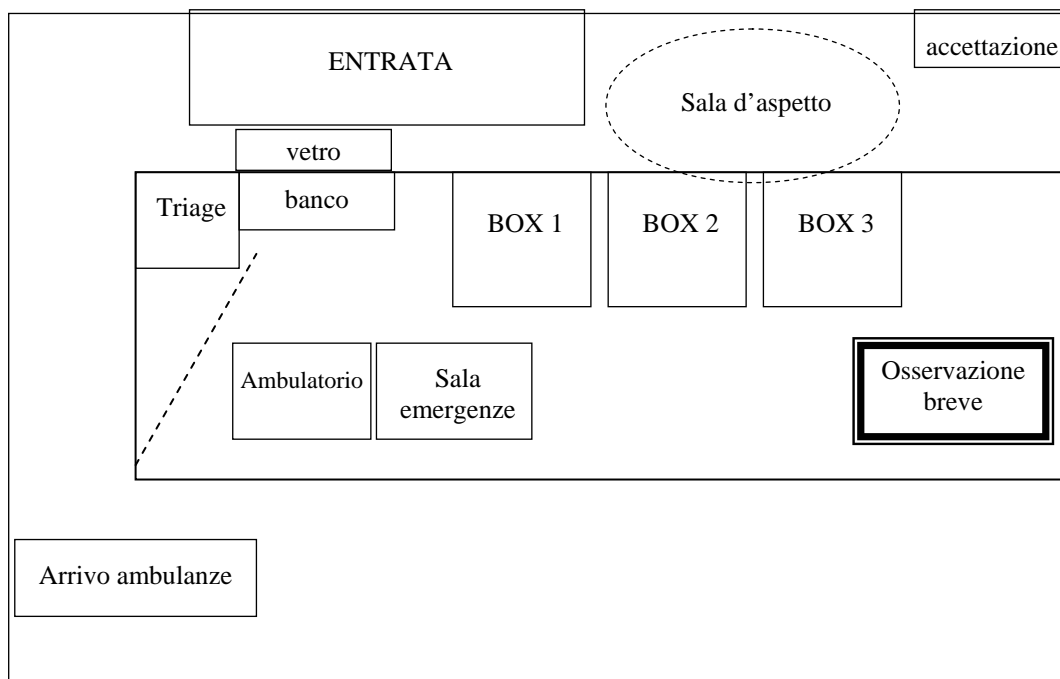 ENTRATA
accettazione
Sala d’aspetto
vetro
Triage
banco
BOX 1
BOX 2
BOX 3
Ambulatorio
Sala
emergenze
Osservazione
breve
Arrivo ambulanze